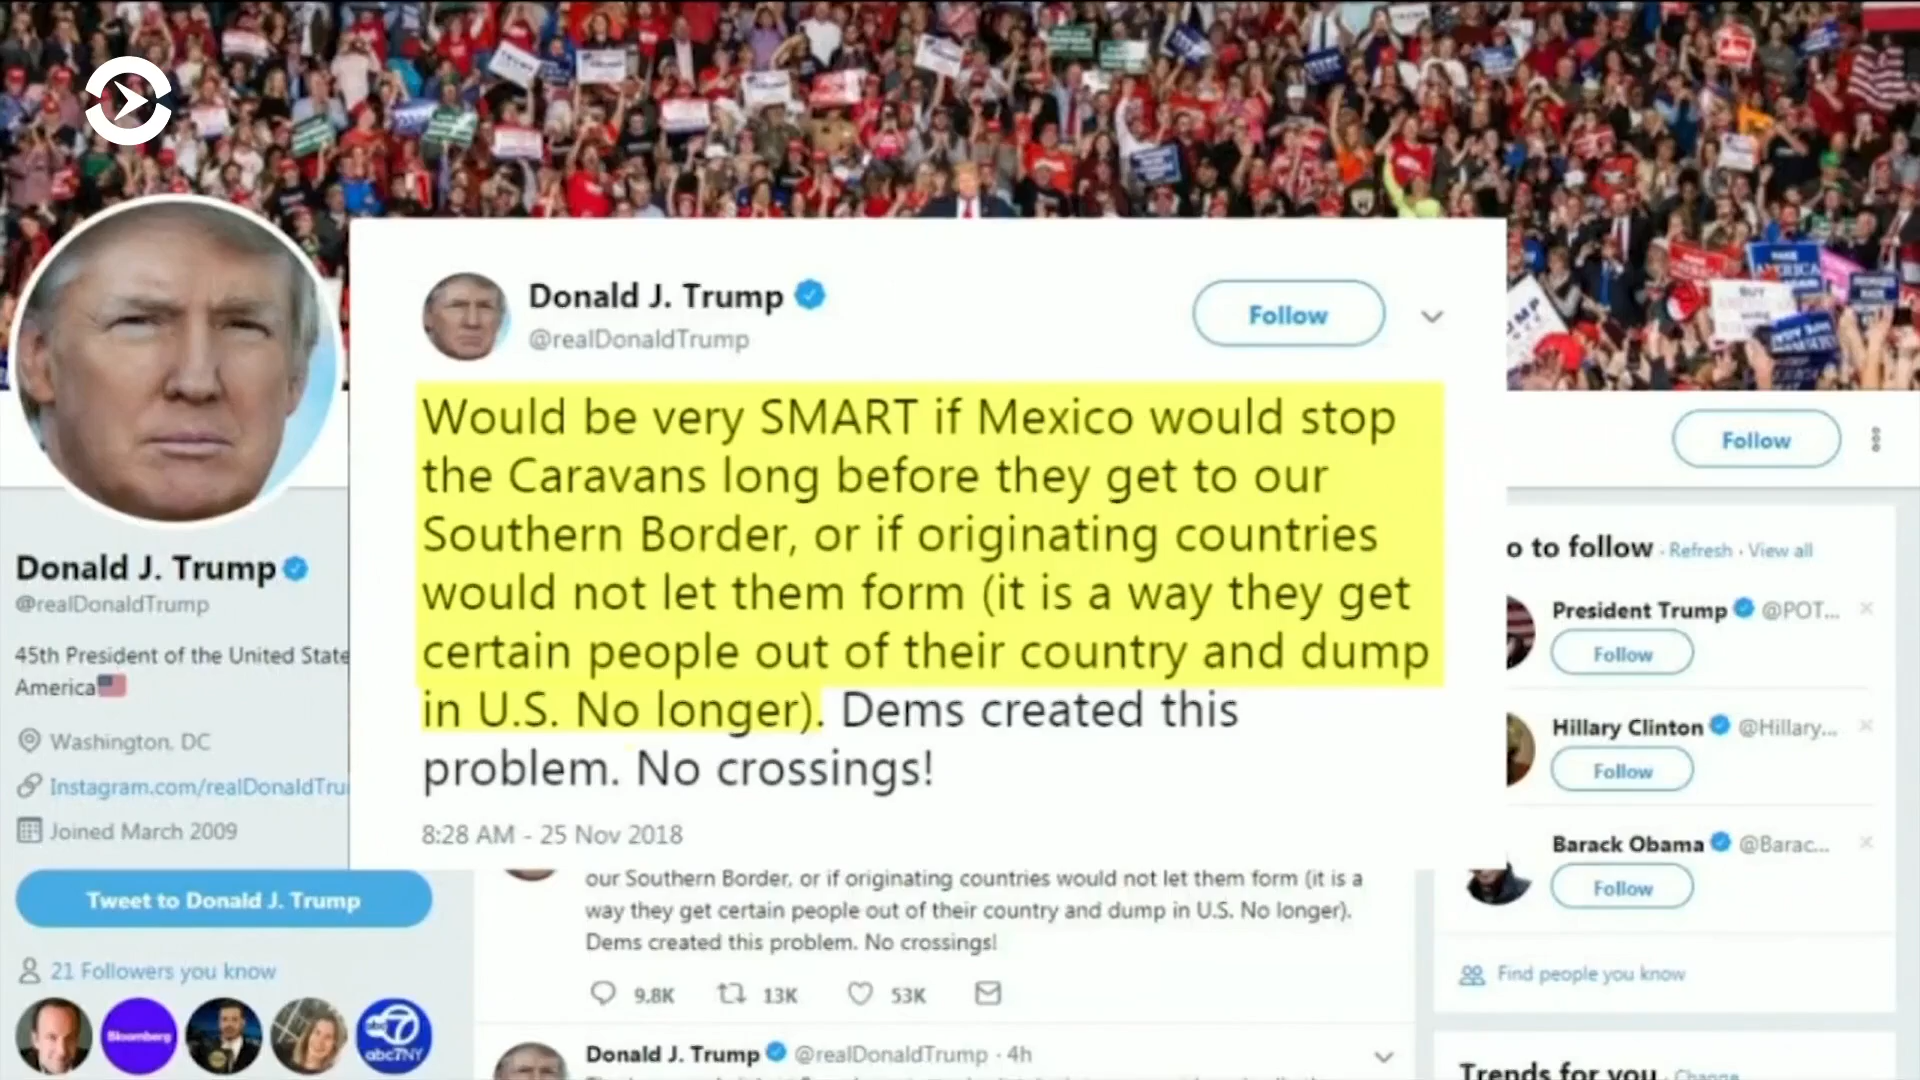 Donald J. Trump
@realDonaldTrump
Follow
Would be very SMART if Mexico would stop
the Caravans long before they get to our
Southern Border, or if originating countries
would not let them form (it is a way they get
certain people out of their country and dump
in U.S. No longer). Dems created this
problem. No crossings!
8:28 AM - 25 Nov 2018
Donald J. Trump
@realDonaldTrump
45th President of the United State
America
Washington, DC
Instagram.com/realDonaldTru
Joined March 2009
Tweet to Donald J. Trump
21 Followers you know
Bloomberg
abc7NY
our Southern Border, or if originating countries would not let them form (it is a
way they get certain people out of their country and dump in U.S. No longer).
Dems created this problem. No crossings!
9.8K 13K 53K
Donald J. Trump @realDonaldTrump · 4h
Follow
o to follow · Refresh · View all
President Trump @POT...
Follow
Hillary Clinton @Hillary...
Follow
Barack Obama @Barac...
Follow
Find people you know
Trends for you · Change